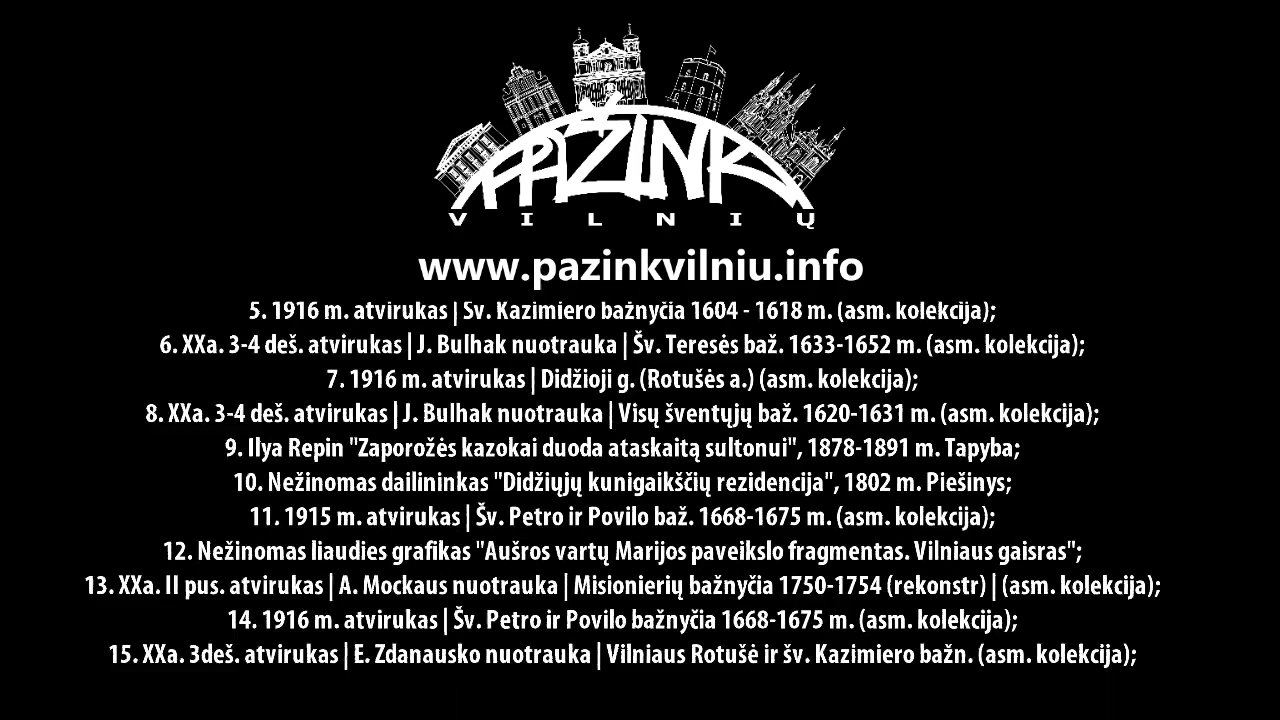 PAŽINK
VILNIŲ
www.pazinkvilniu.info
5. 1916 m. atvirukas | Šv. Kazimiero bažnyčia 1604 - 1618 m. (asm. kolekcija);
6. XXa. 3-4 deš. atvirukas | J. Bulhak nuotrauka | Šv. Teresės baž. 1633-1652 m. (asm. kolekcija);
7. 1916 m. atvirukas | Didžioji g. (Rotušės a.) (asm. kolekcija);
8. XXa. 3-4 deš. atvirukas | J. Bulhak nuotrauka | Visų šventųjų baž. 1620-1631 m. (asm. kolekcija);
9. Ilya Repin "Zaporožės kazokai duoda ataskaitą sultonui", 1878-1891 m. Tapyba;
10. Nežinomas dailininkas "Didžiųjų kunigaikščių rezidencija", 1802 m. Piešinys;
11. 1915 m. atvirukas | Šv. Petro ir Povilo baž. 1668-1675 m. (asm. kolekcija);
12. Nežinomas liaudies grafikas "Aušros vartų Marijos paveikslo fragmentas. Vilniaus gaisras";
13. XXa. II pus. atvirukas | A. Mockaus nuotrauka | Misionierių bažnyčia 1750-1754 (rekonstr) | (asm. kolekcija);
14. 1916 m. atvirukas | Šv. Petro ir Povilo bažnyčia 1668-1675 m. (asm. kolekcija);
15. XXa. 3deš. atvirukas | E. Zdanausko nuotrauka | Vilniaus Rotušė ir šv. Kazimiero bažn. (asm. kolekcija);